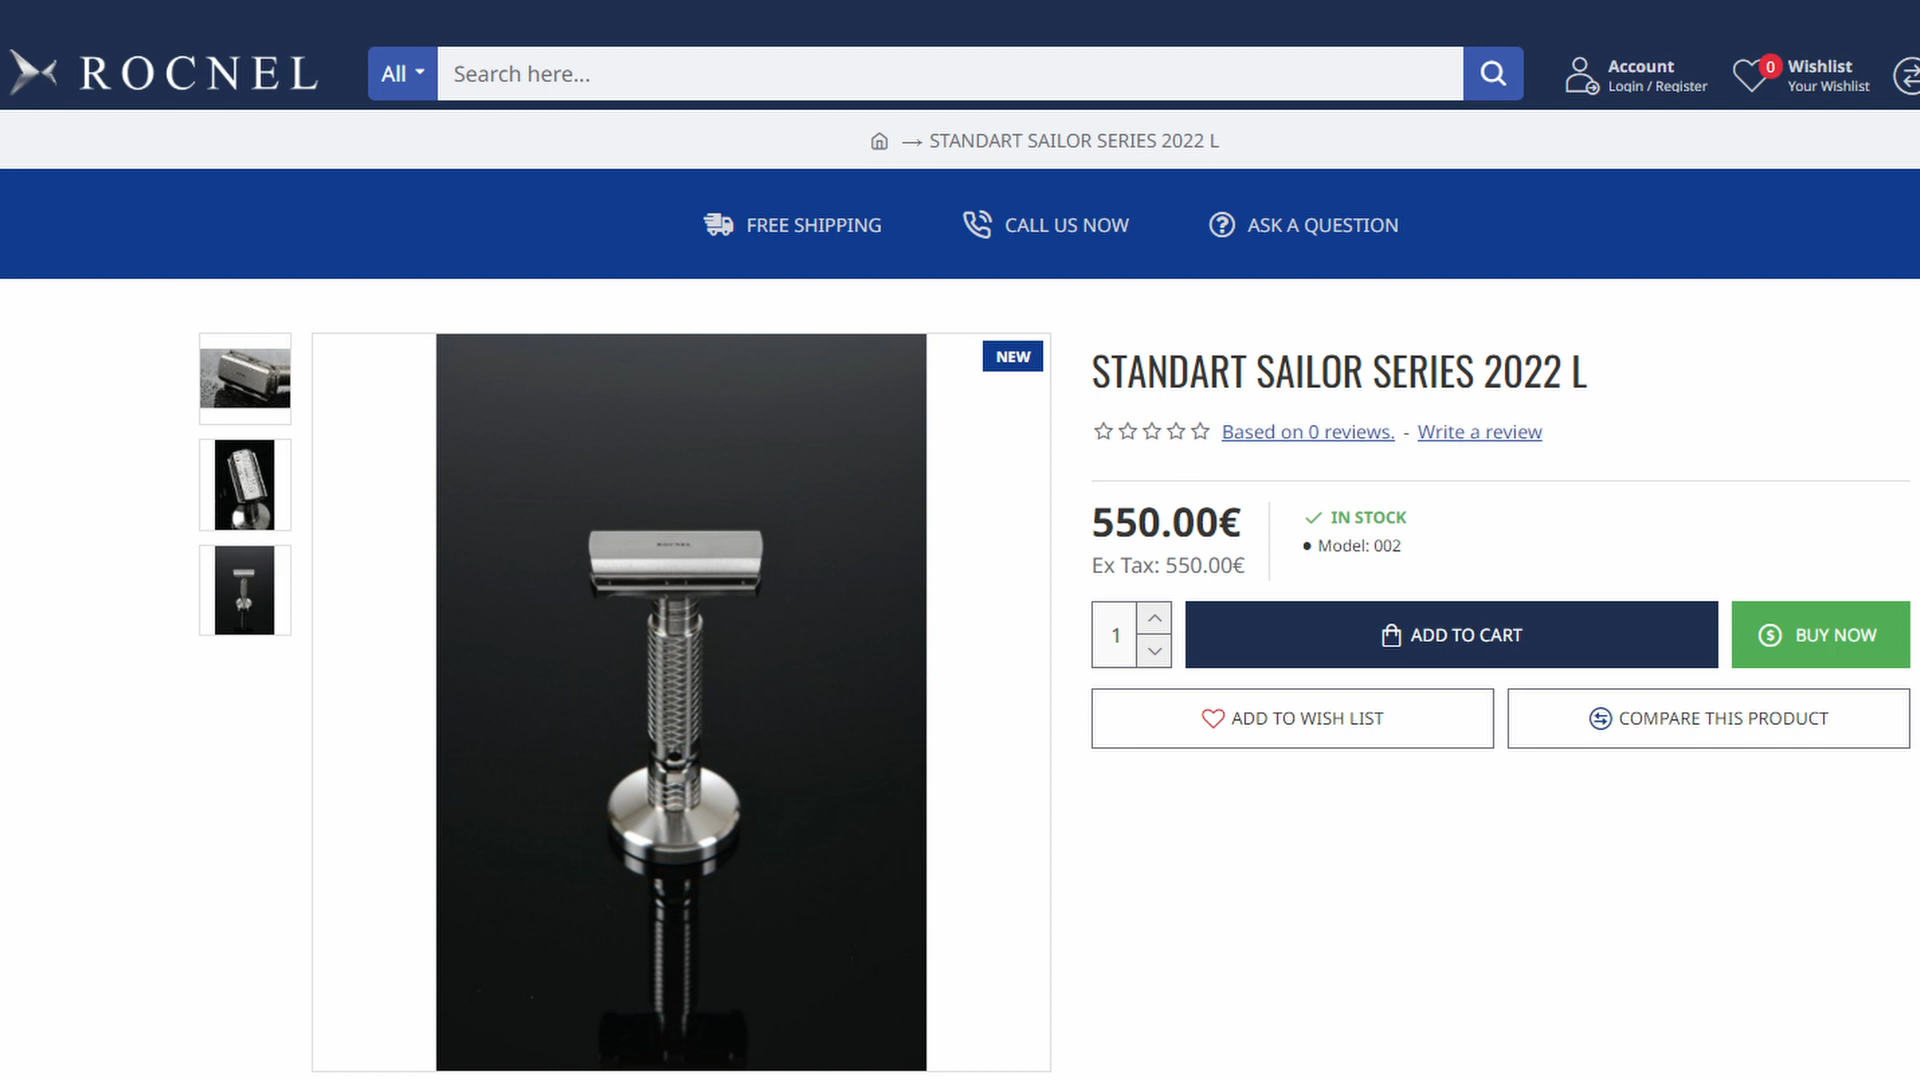 ROCNEL
All
Search here...
Account
Login / Register
0
Wishlist
Your Wishlist
→ STANDART SAILOR SERIES 2022 L
FREE SHIPPING
CALL US NOW
ASK A QUESTION
NEW
ROCNEL
STANDART SAILOR SERIES 2022 L
Based on 0 reviews. - Write a review
550.00€
Ex Tax: 550.00€
IN STOCK
Model: 002
1
ADD TO CART
BUY NOW
ADD TO WISH LIST
COMPARE THIS PRODUCT